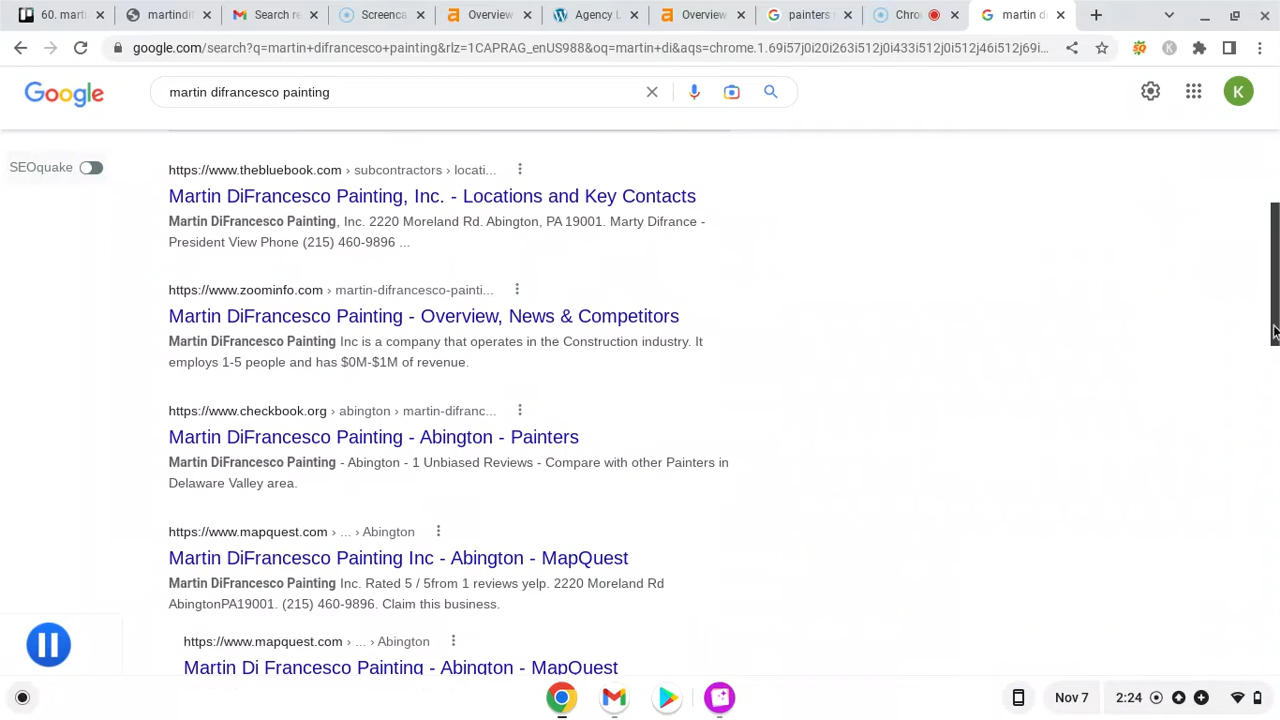 60. marti
martindif
Search re
Screenca
Overview
Agency L
Overview
painters
Chro
martin di
google.com/search?q=martin+difrancesco+painting&rlz=1CAPRAG_enUS988&oq=martin+di&aqs=chrome.1.69i57j0i20i263i512j0i433i512j0i512j46i512j69i...
Google
martin difrancesco painting
K
SEOquake
https://www.thebluebook.com › subcontractors › locati...
Martin DiFrancesco Painting, Inc. - Locations and Key Contacts
Martin DiFrancesco Painting, Inc. 2220 Moreland Rd. Abington, PA 19001. Marty Difrance -
President View Phone (215) 460-9896 ...
https://www.zoominfo.com › martin-difrancesco-painti...
Martin DiFrancesco Painting - Overview, News & Competitors
Martin DiFrancesco Painting Inc is a company that operates in the Construction industry. It
employs 1-5 people and has $0M-$1M of revenue.
https://www.checkbook.org › abington › martin-difranc...
Martin DiFrancesco Painting - Abington - Painters
Martin DiFrancesco Painting - Abington - 1 Unbiased Reviews - Compare with other Painters in
Delaware Valley area.
https://www.mapquest.com › ... › Abington
Martin DiFrancesco Painting Inc - Abington - MapQuest
Martin DiFrancesco Painting Inc. Rated 5 / 5from 1 reviews yelp. 2220 Moreland Rd
AbingtonPA19001. (215) 460-9896. Claim this business.
https://www.mapquest.com › ... › Abington
Martin Di Francesco Painting - Abington - MapQuest
Nov 7
2:24